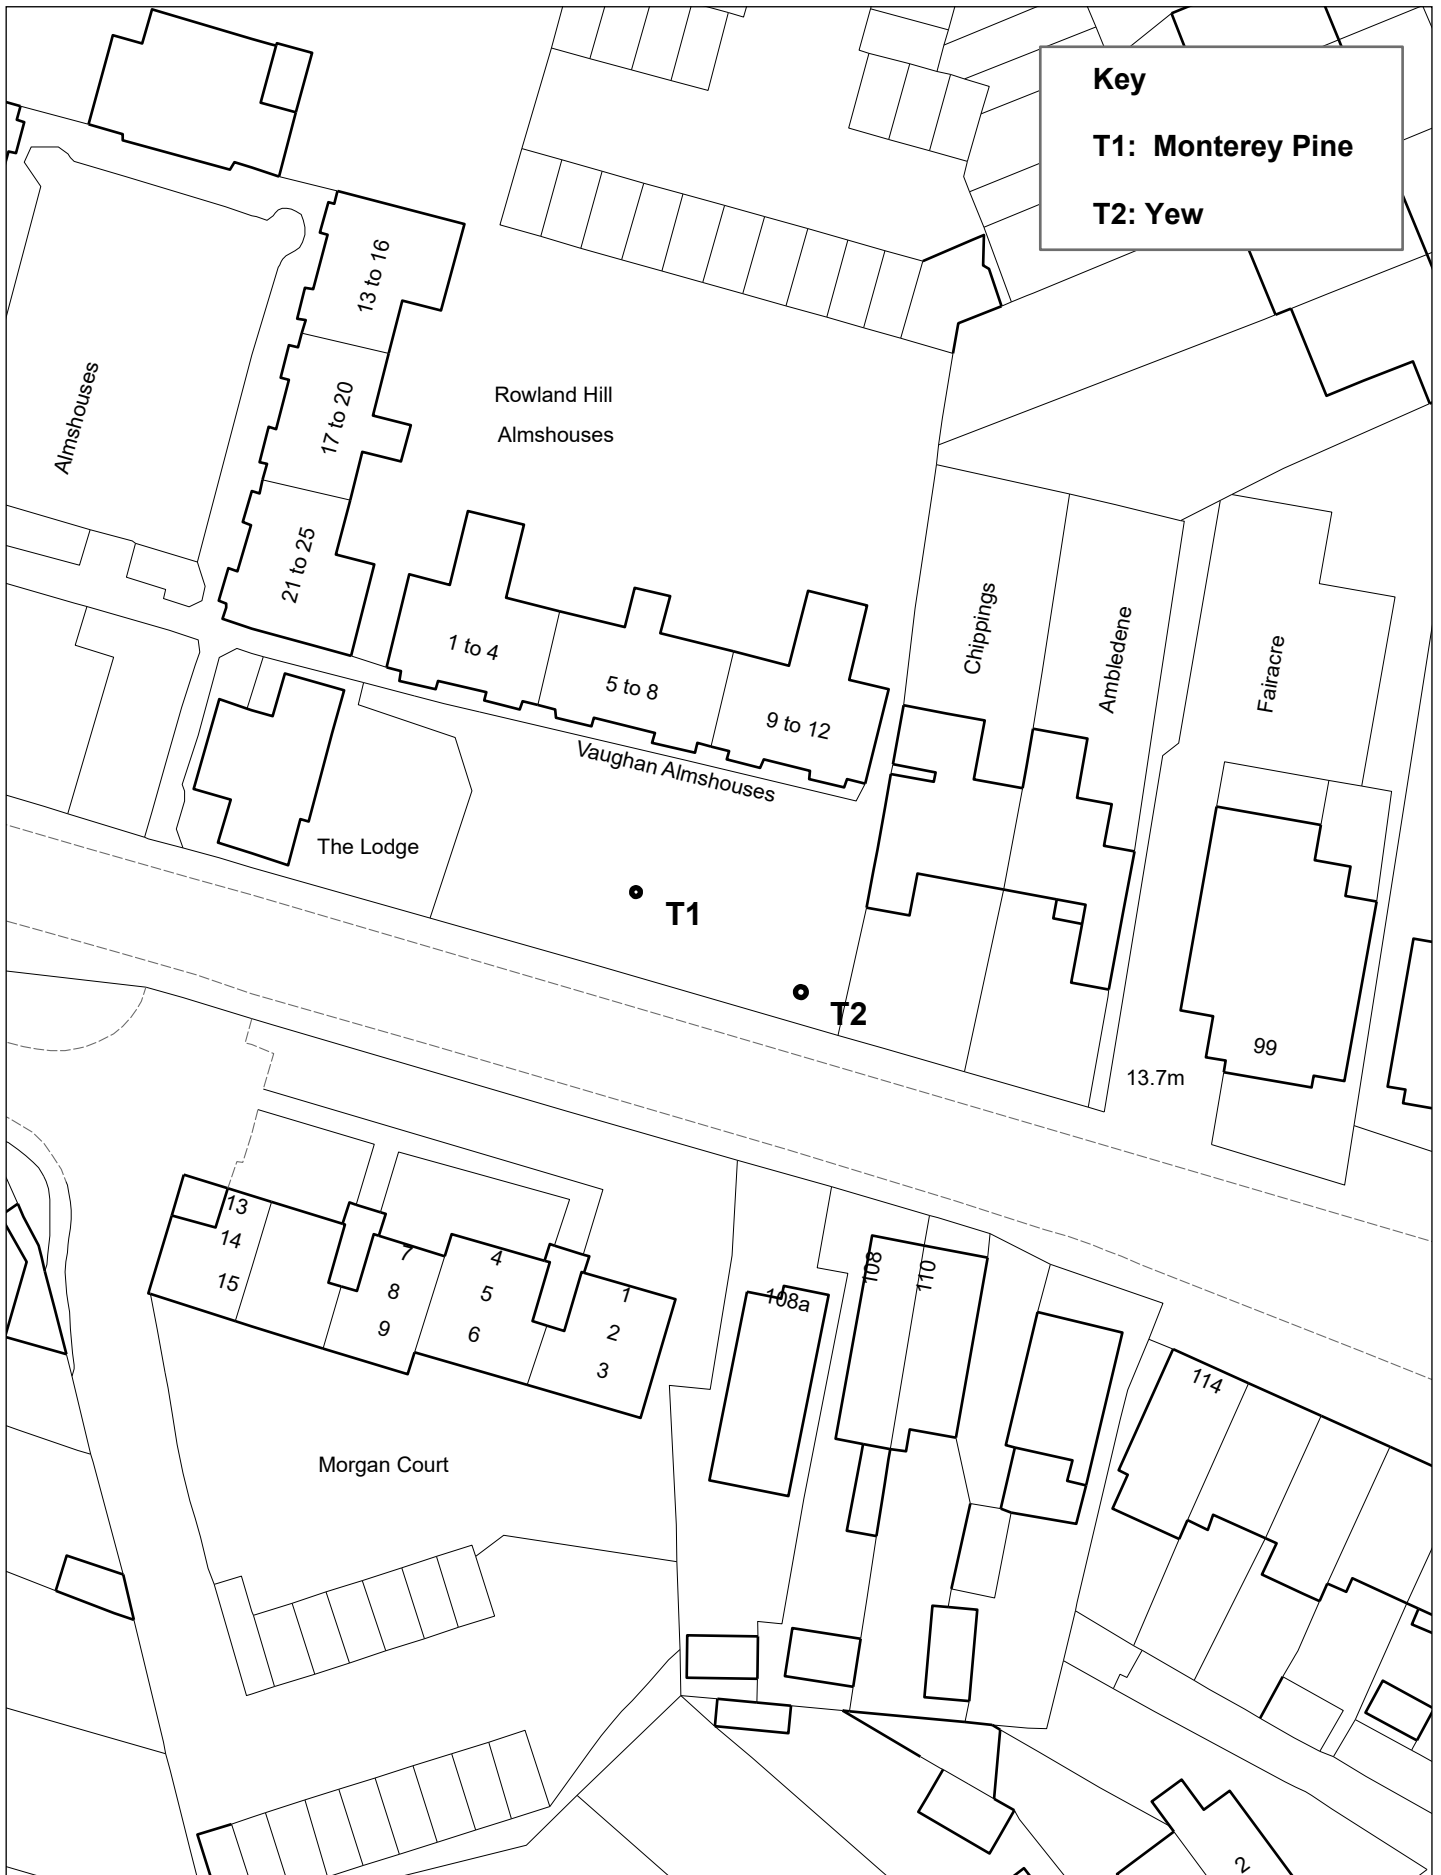 Key
T1: Monterey Pine
T2: Yew
13 to 16
17 to 20
21 to 25
Almshouses
Rowland Hill
Almshouses
1 to 4
5 to 8
9 to 12
Vaughan Almshouses
Chippings
Ambledene
Fairacre
The Lodge
T1
T2
99
13.7m
13
14
15
7
8
9
4
5
6
1
2
3
108a
108
110
114
Morgan Court
2